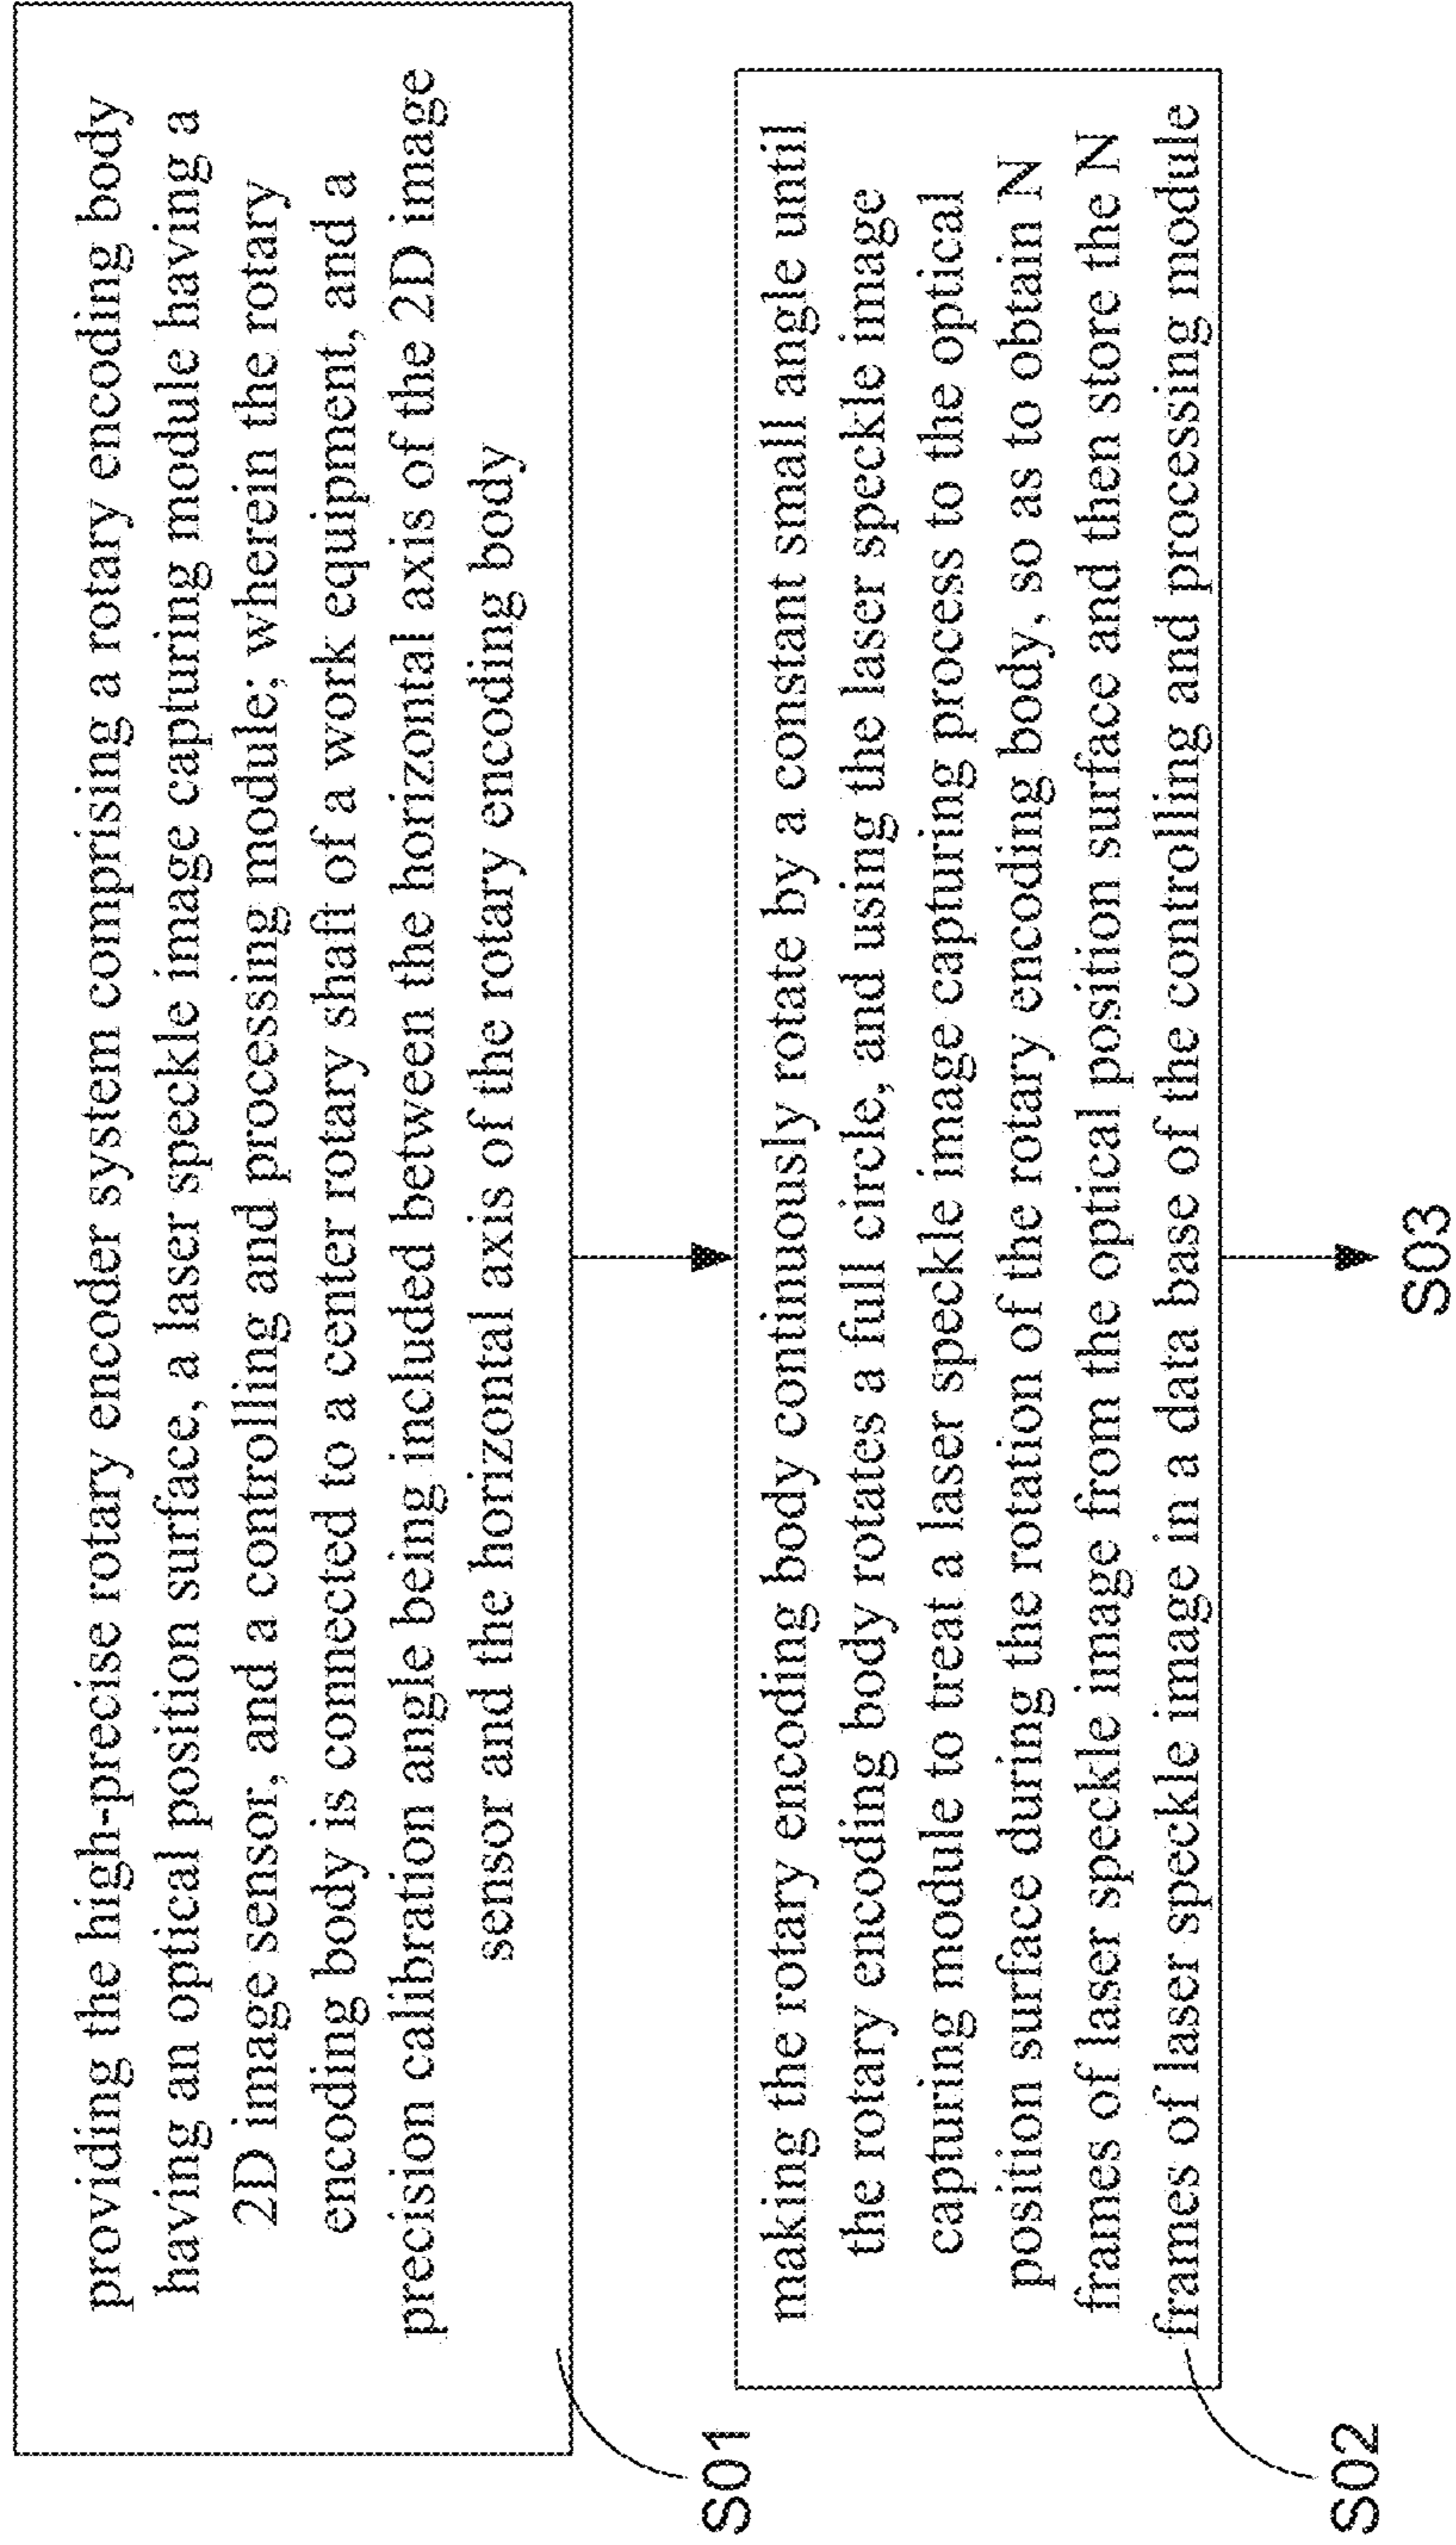 providing the high-precise rotary encoder system comprising a rotary encoding body
having an optical position surface, a laser speckle image capturing module having a
2D image sensor, and a controlling and processing module; wherein the rotary
encoding body is connected to a center rotary shaft of a work equipment, and a
precision calibration angle being included between the horizontal axis of the 2D image
sensor and the horizontal axis of the rotary encoding body
S01
making the rotary encoding body continuously rotate by a constant small angle until
the rotary encoding body rotates a full circle, and using the laser speckle image
capturing module to treat a laser speckle image capturing process to the optical
position surface during the rotation of the rotary encoding body, so as to obtain N
frames of laser speckle image from the optical position surface and then store the N
frames of laser speckle image in a data base of the controlling and processing module
S02
S03